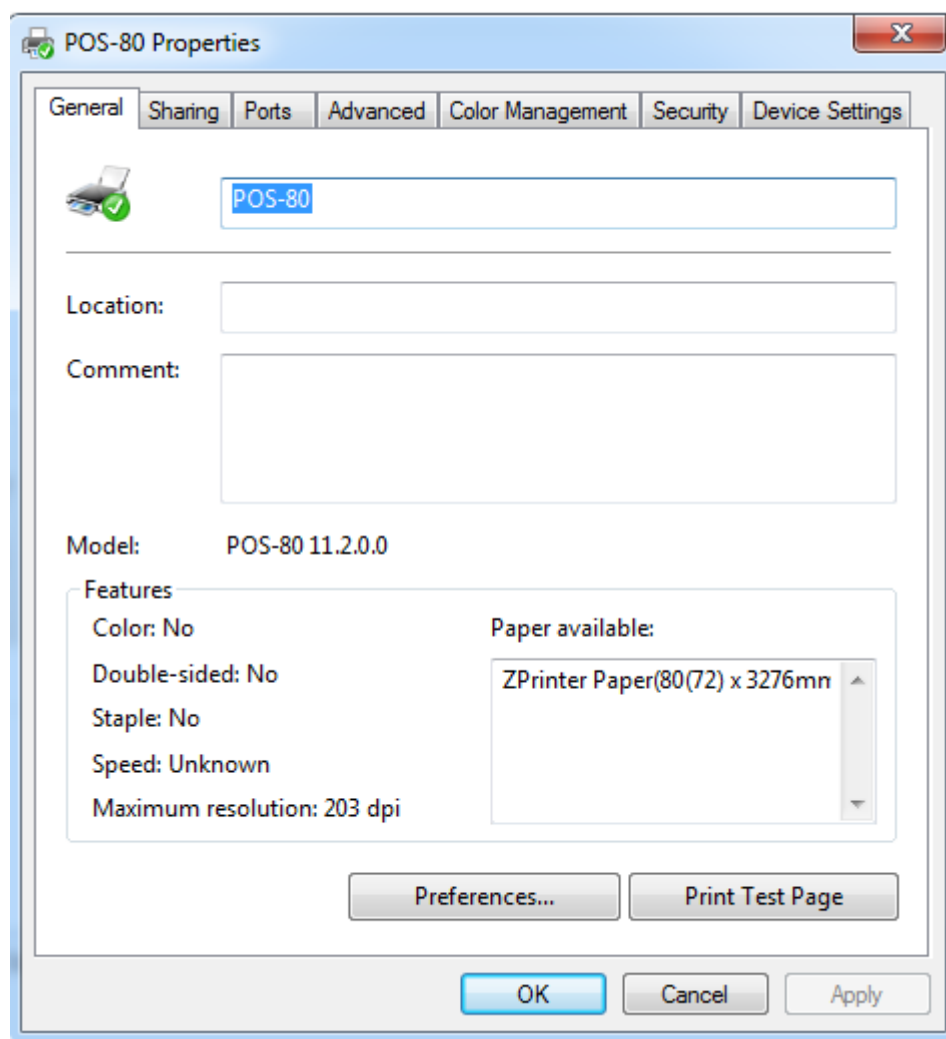 POS-80 Properties
General Sharing Ports Advanced Color Management Security Device Settings
POS-80
Location:
Comment:
Model: POS-80 11.2.0.0
Features
Color: No
Paper available:
Double-sided: No
ZPrinter Paper(80(72) x 3276mm
Staple: No
Speed: Unknown
Maximum resolution: 203 dpi
Preferences... Print Test Page
OK Cancel Apply